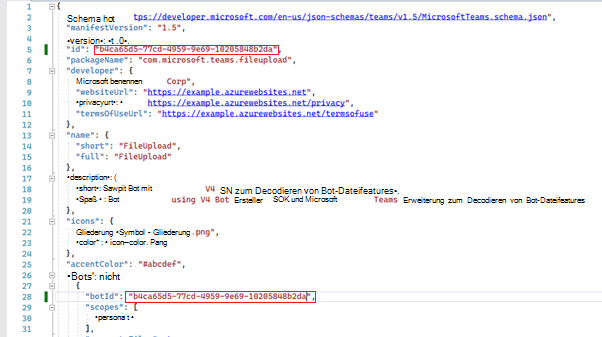 1 {
2 Schema hot tps://developer.microsoft.com/en-us/json-schemas/teams/v1.5/MicrosoftTeams.schema.json",
3 "manifestVersion": "1.5",
4 •version•: •t .0•.
5 "id": "b4ca65d5-77cd-4959-9e69-10205848b2da",
6 "packageName": "com.microsoft.teams.fileupload",
7 "developer": {
8 Microsoft benennen Corp",
9 "websiteUrl": "https://example.azurewebsites.net",
10 •privacyurt•: • https://example.azurewebsites.net/privacy",
11 "termsOfUseUrl": "https://example.azurewebsites.net/termsofuse"
12 },
13 "name": {
14 "short": "FileUpload",
15 "full": "FileUpload"
16 },
17 •description•: (
18 •short•: Sawpit Bot mit V4 SN zum Decodieren von Bot-Dateifeatures•.
19 •Spaß • : Bot using V4 Bot Ersteller SOK und Microsoft Teams Erweiterung zum Decodieren von Bot-Dateifeatures
20 },
21 "icons": {
22 Gliederung •Symbol - Gliederung.png",
23 •color" : • icon–color. Pang
24 },
25 "accentColor": "#abcdef",
26 •Bots': nicht
27 {
28 "botId": "b4ca65d5-77cd-4959-9e69-10205848b2da",
29 "scopes": [
30 •persona t •
31 ],